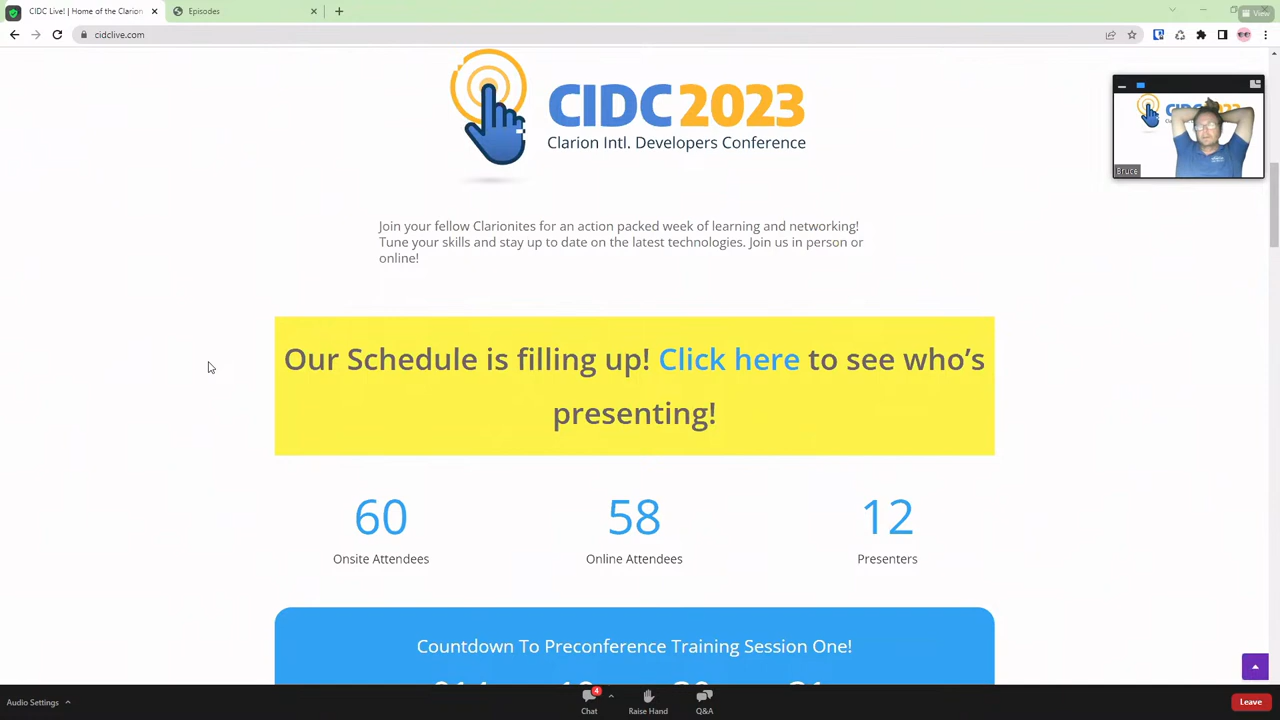 CIDC Live! | Home of the Clarion
Episodes
View
cidclive.com
CIDC 2023
Clarion Intl. Developers Conference
Bruce
Join your fellow Clarionites for an action packed week of learning and networking!
Tune your skills and stay up to date on the latest technologies. Join us in person or
online!
Our Schedule is filling up! Click here to see who's
presenting!
60
58
12
Onsite Attendees
Online Attendees
Presenters
Countdown To Preconference Training Session One!
Audio Settings
4
Chat
Raise Hand
Q&A
Leave